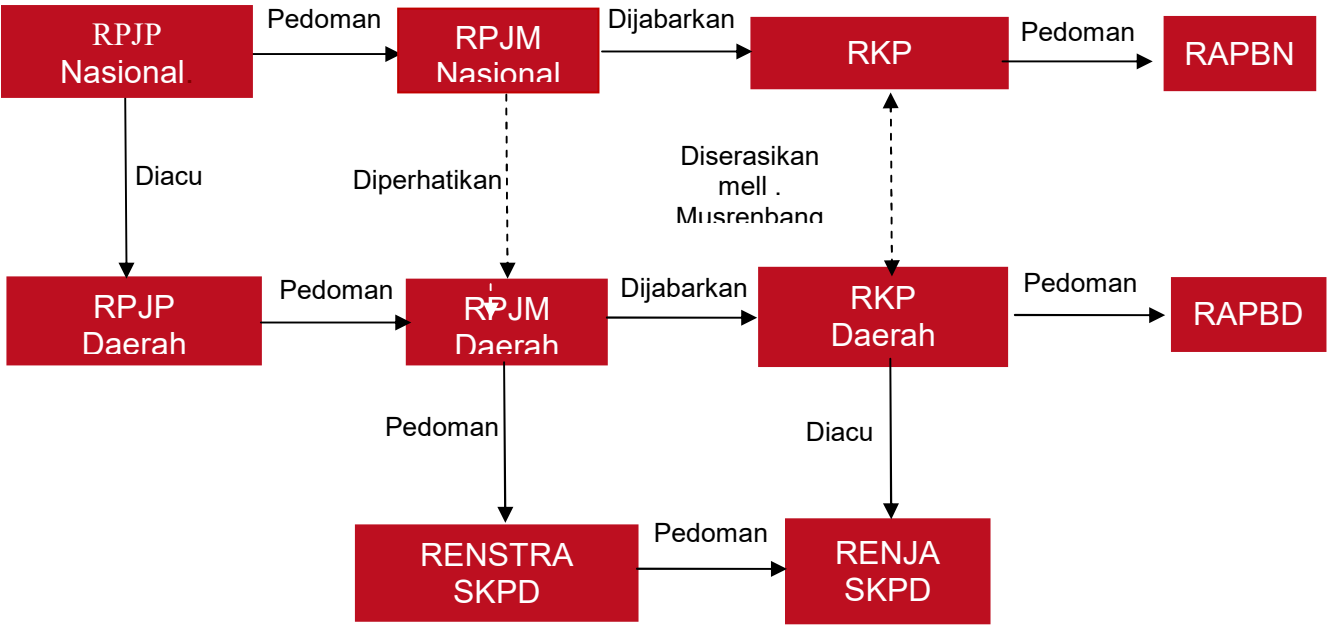 RPJP
Nasional.
Pedoman
RPJM
Nasional
Dijabarkan
RKP
Pedoman
RAPBN
Diacu
Diperhatikan
Diserasikan
mell .
Musrenbang
RPJP
Daerah
Pedoman
RPJM
Daerah
Dijabarkan
RKP
Daerah
Pedoman
RAPBD
Pedoman
Diacu
RENSTRA
SKPD
Pedoman
RENJA
SKPD